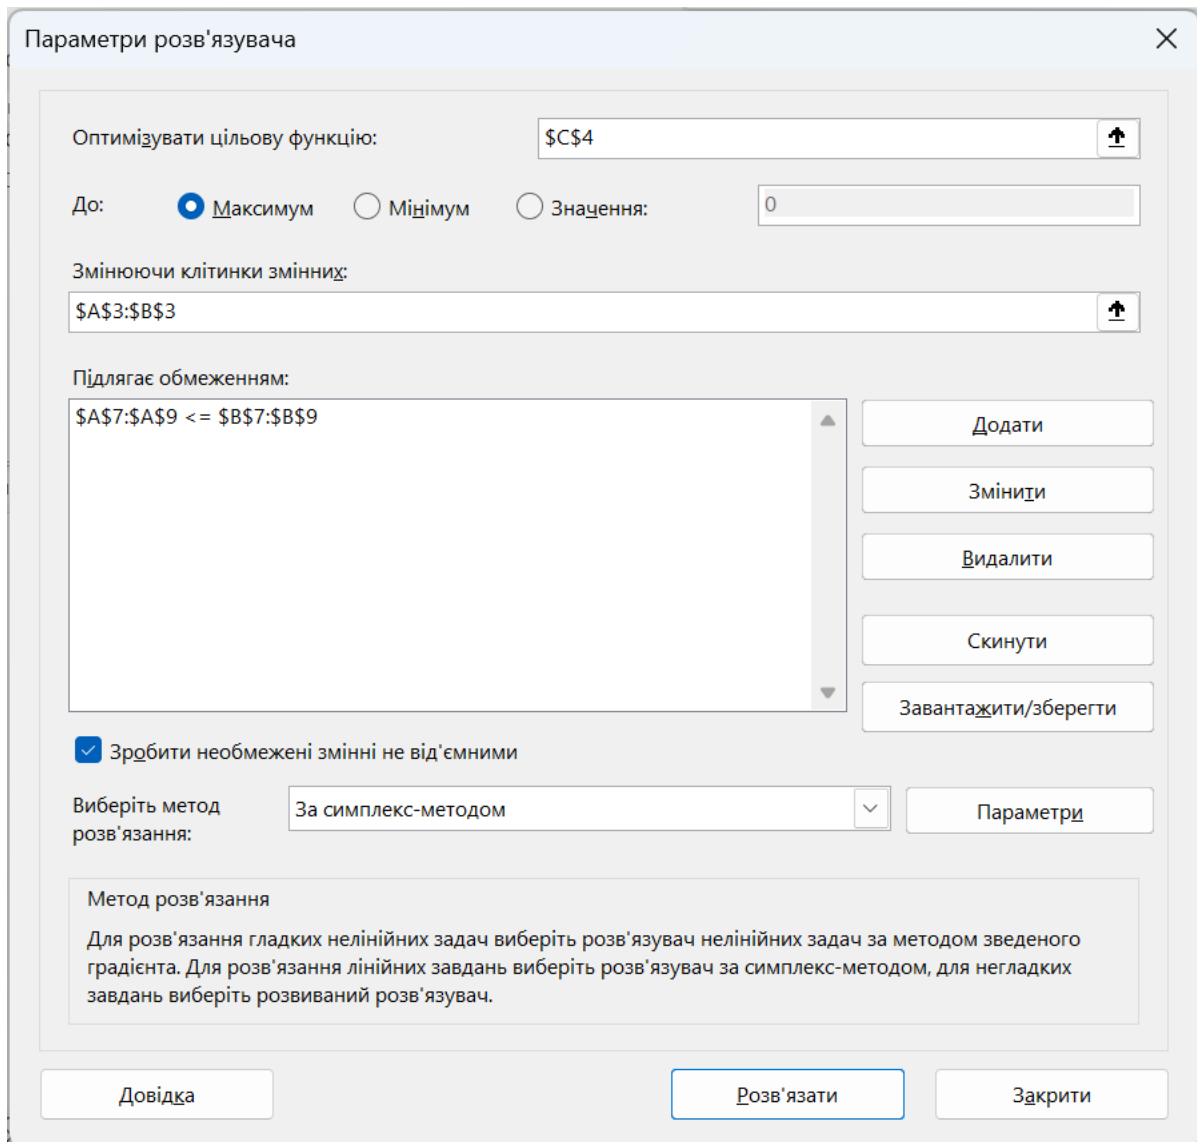 Параметри розв'язувача
Оптимізувати цільову функцію:
$C$4
До:
Максимум
Мінімум
Значення:
0
Змінюючи клітинки змінних:
$A$3:$B$3
Підлягає обмеженням:
$A$7:$A$9 <= $B$7:$B$9
Додати
Змінити
Видалити
Скинути
Завантажити/зберегти
Зробити необмежені змінні не від'ємними
Виберіть метод
розв'язання:
За симплекс-методом
Параметри
Метод розв'язання
Для розв'язання гладких нелінійних задач виберіть розв'язувач нелінійних задач за методом зведеного
градієнта. Для розв'язання лінійних завдань виберіть розв'язувач за симплекс-методом, для негладких
завдань виберіть розвиваний розв'язувач.
Довідка
Розв'язати
Закрити